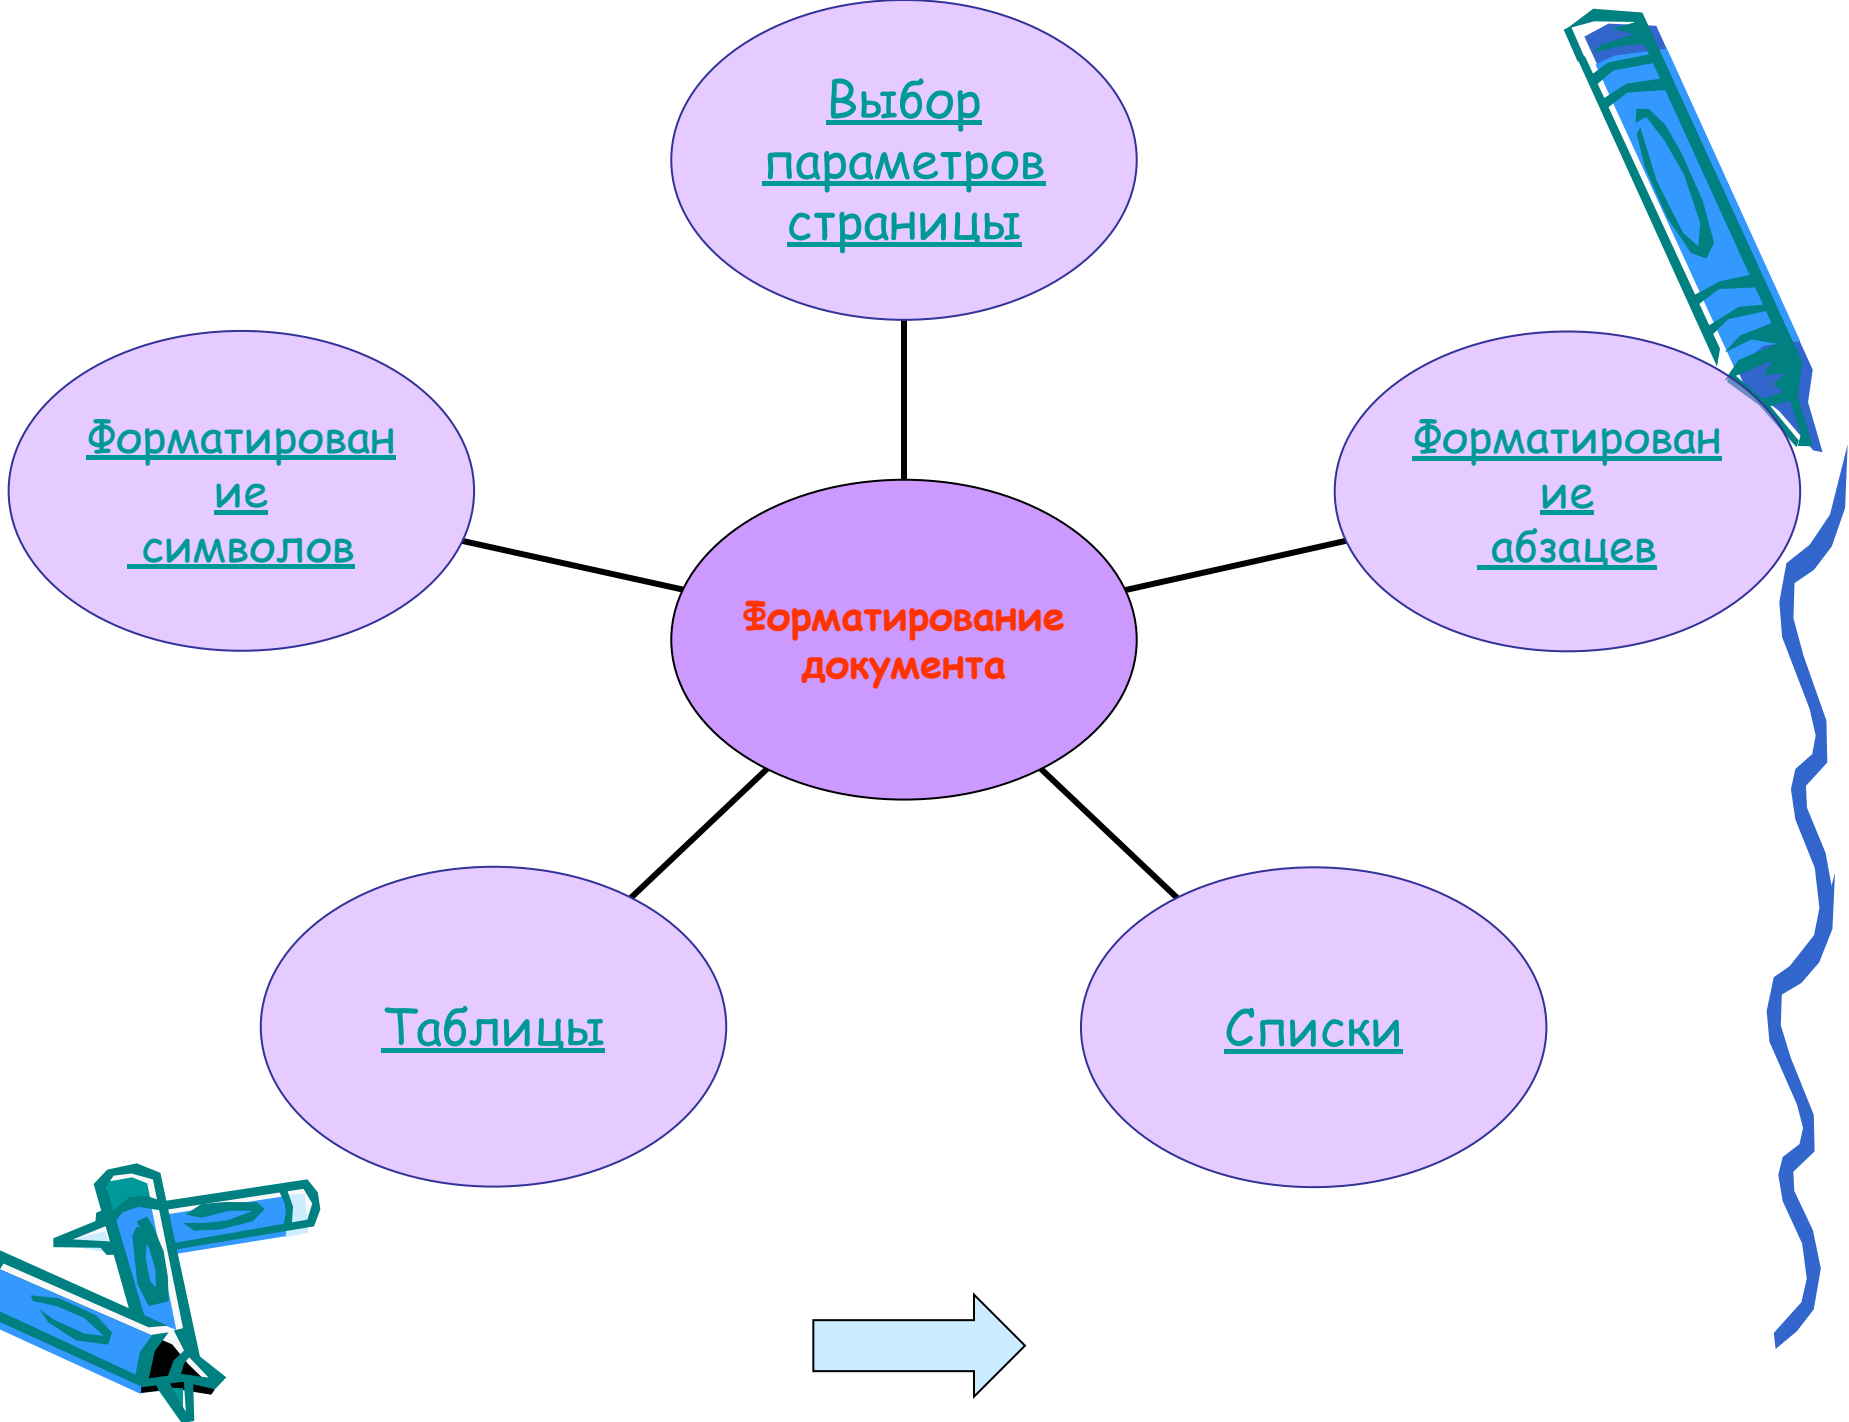 Выбор
параметров
страницы
Форматирован
ие
символов
Форматирован
ие
абзацев
Форматирование
документа
Таблицы
Списки